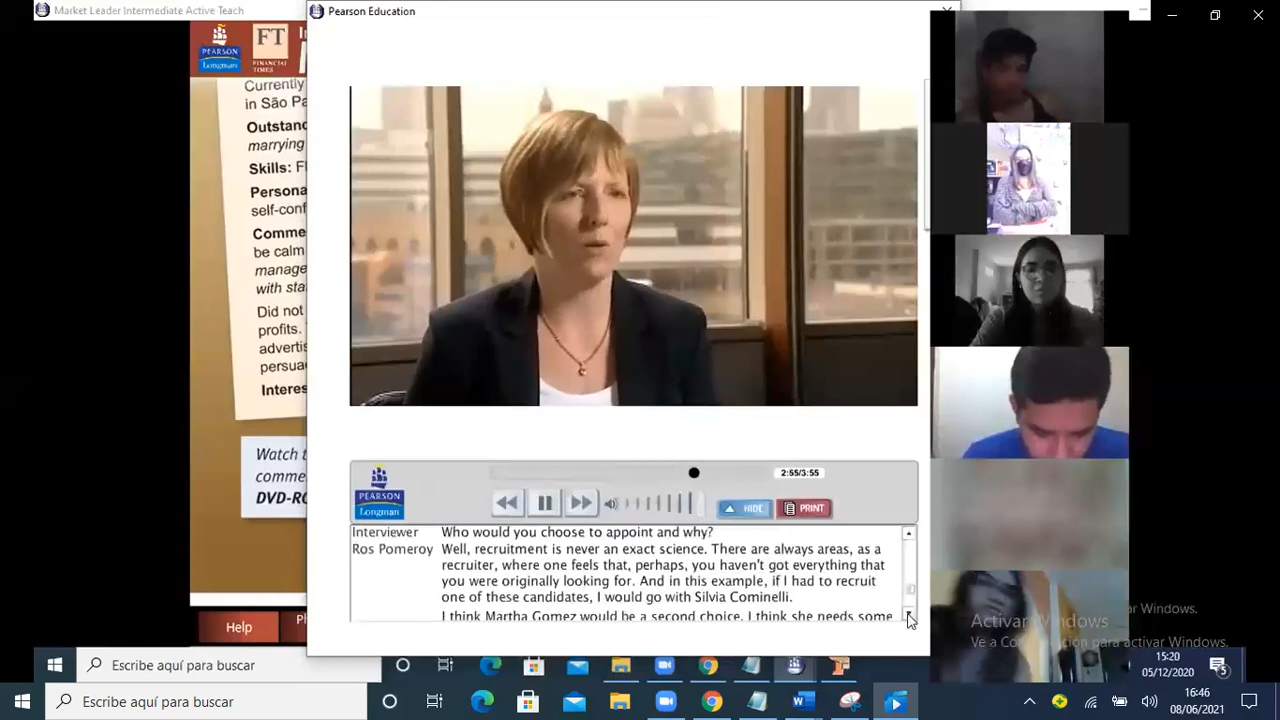 Market Leader Intermediate Active Teach
Pearson Education
PEARSON
Longman
FT
FINANCIAL
TIMES
Currently
in São Pa
Outstand
marrying
Skills: F
Persona
self-conf
Comme
be calm
manage
with sta
Did not
profits.
advertis
persua
Interes
Watch t
comme
DVD-RO
Help
2:55/3:55
PEARSON
Longman
HIDE
PRINT
Interviewer Who would you choose to appoint and why?
Ros Pomeroy Well, recruitment is never an exact science. There are always areas, as a
recruiter, where one feels that, perhaps, you haven't got everything that
you were originally looking for. And in this example, if I had to recruit
one of these candidates, I would go with Silvia Cominelli.
I think Martha Gomez would be a second choice. I think she needs some
Activar Windows
Ve a Configuración para activar Windows.
Escribe aquí para buscar
15:20
05/12/2020
5
Escribe aquí para buscar
16:46
08/06/2021